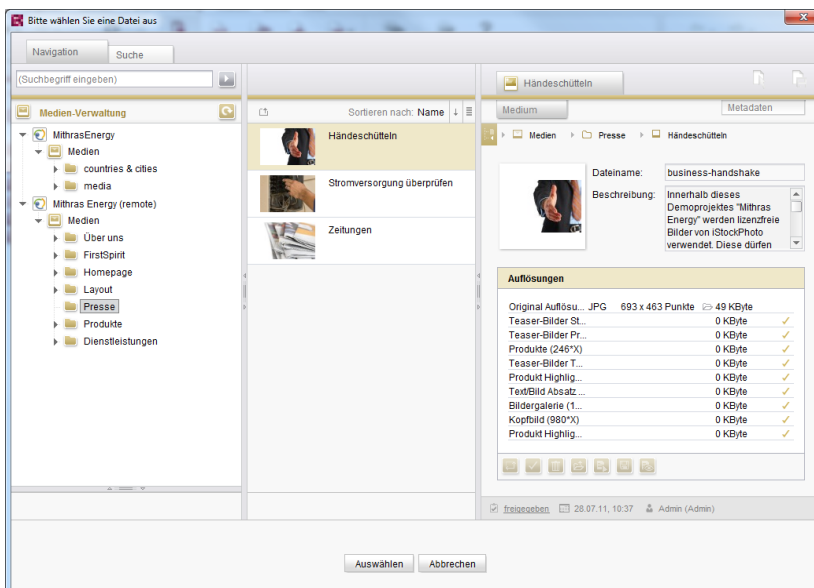 Bitte wählen Sie eine Datei aus
Navigation
Suche
(Suchbegriff eingeben)
Medien-Verwaltung
MithrasEnergy
Medien
countries & cities
media
Mithras Energy (remote)
Medien
Über uns
FirstSpirit
Homepage
Layout
Presse
Produkte
Dienstleistungen
Sortieren nach: Name
Händeschütteln
Stromversorgung überprüfen
Zeitungen
Händeschütteln
Medium
Metadaten
Medien Presse Händeschütteln
Dateiname: business-handshake
Beschreibung: Innerhalb dieses
Demoprojektes "Mithras
Energy" werden lizenzfreie
Bilder von iStockPhoto
verwendet. Diese dürfen
Auflösungen
Original Auflösu... JPG 693 x 463 Punkte 49 KByte
Teaser-Bilder St... 0 KByte
Teaser-Bilder Pr... 0 KByte
Produkte (246*X) 0 KByte
Teaser-Bilder T... 0 KByte
Produkt Highlig... 0 KByte
Text/Bild Absatz ... 0 KByte
Bildergalerie (1... 0 KByte
Kopfbild (980*X) 0 KByte
Produkt Highlig... 0 KByte
freigegeben 28.07.11, 10:37 Admin (Admin)
Auswählen Abbrechen